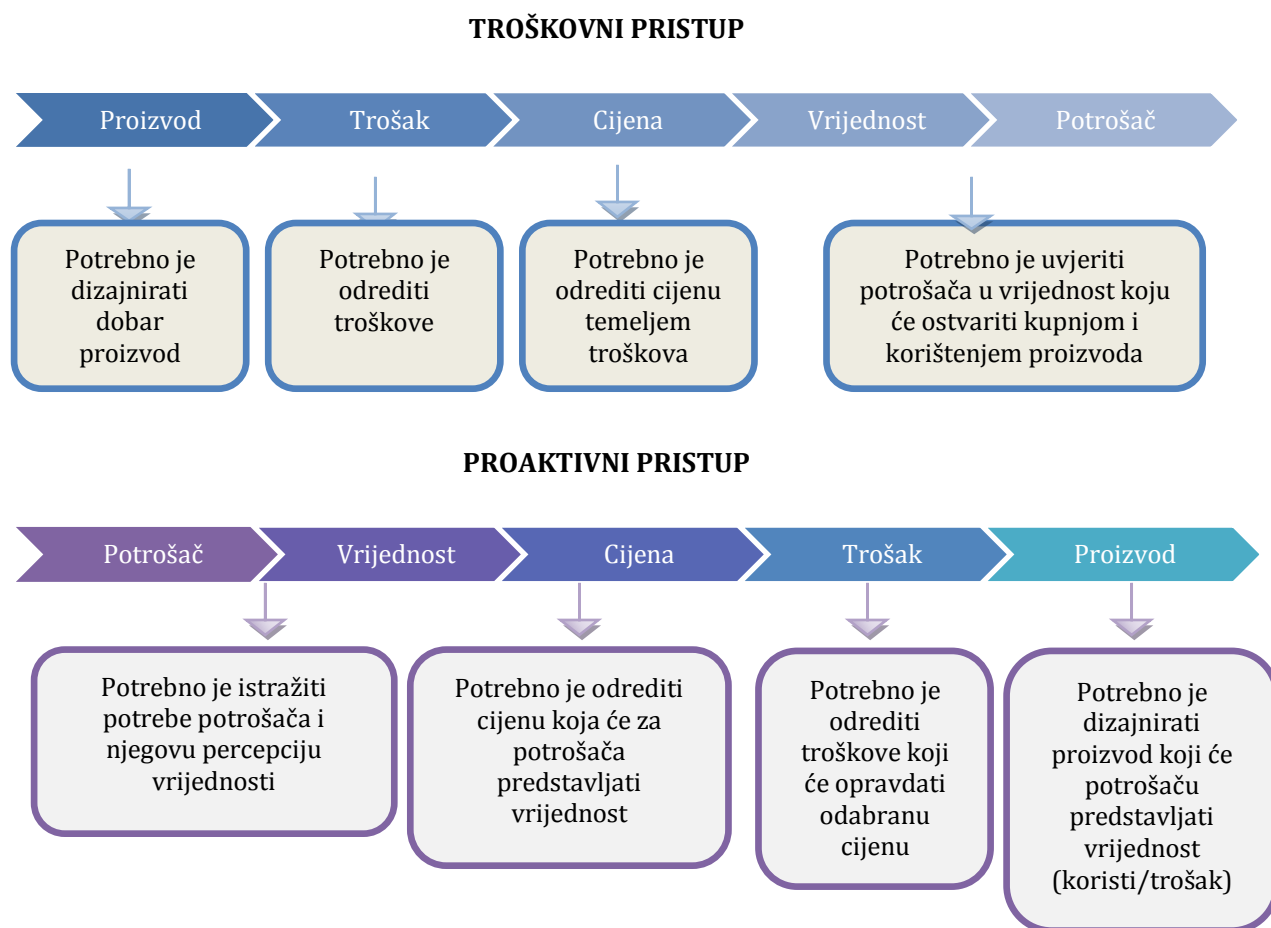 TROŠKOVNI PRISTUP
Proizvod
Trošak
Cijena
Vrijednost
Potrošač
Potrebno je
dizajnirati
dobar
proizvod
Potrebno je
odrediti
troškove
Potrebno je
odrediti cijenu
temeljem
troškova
Potrebno je uvjeriti
potrošača u vrijednost koju
će ostvariti kupnjom i
korištenjem proizvoda
PROAKTIVNI PRISTUP
Potrošač
Vrijednost
Cijena
Trošak
Proizvod
Potrebno je istražiti
potrebe potrošača i
njegovu percepciju
vrijednosti
Potrebno je odrediti
cijenu koja će za
potrošača
predstavljati
vrijednost
Potrebno je
odrediti
troškove koji
će opravdati
odabranu
cijenu
Potrebno je
dizajnirati
proizvod koji će
potrošaču
predstavljati
vrijednost
(koristi/trošak)